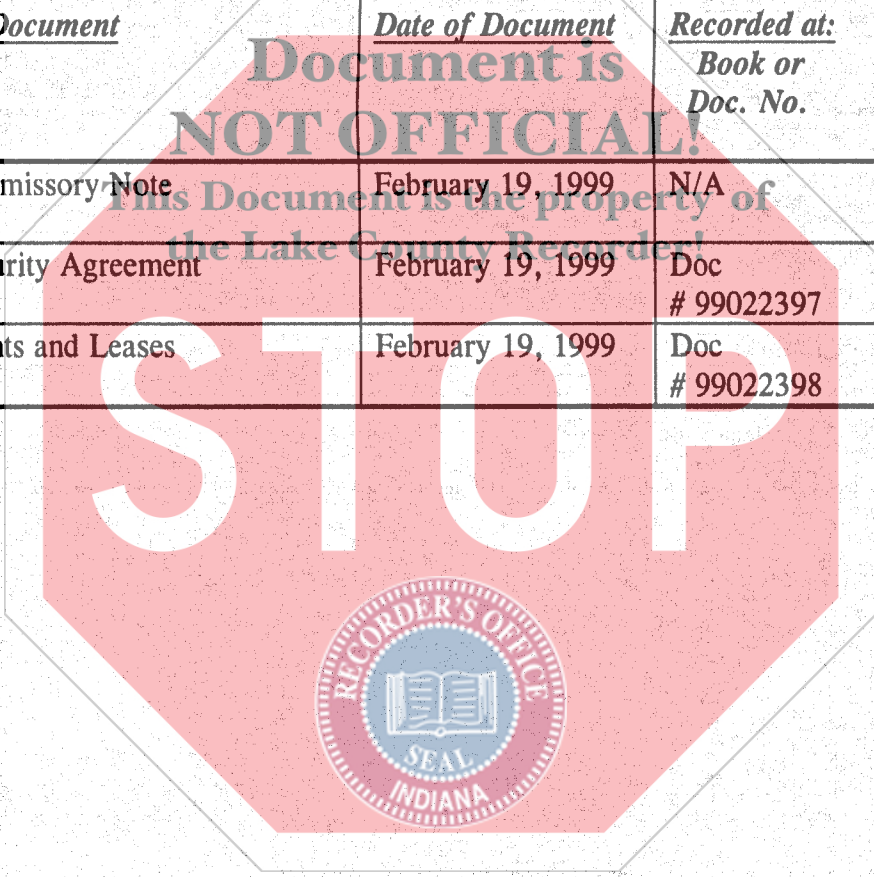 Document Date of Document Recorded at:
Book or
Doc. No.
Document is
NOT OFFICIAL!
missory Note February 19, 1999 N/A
This Document is the property of
the Lake County Recorder!
rity Agreement February 19, 1999 Doc
# 99022397
ts and Leases February 19, 1999 Doc
# 99022398
STOP
RECORDER'S OFFICE
SEAL
INDIANA